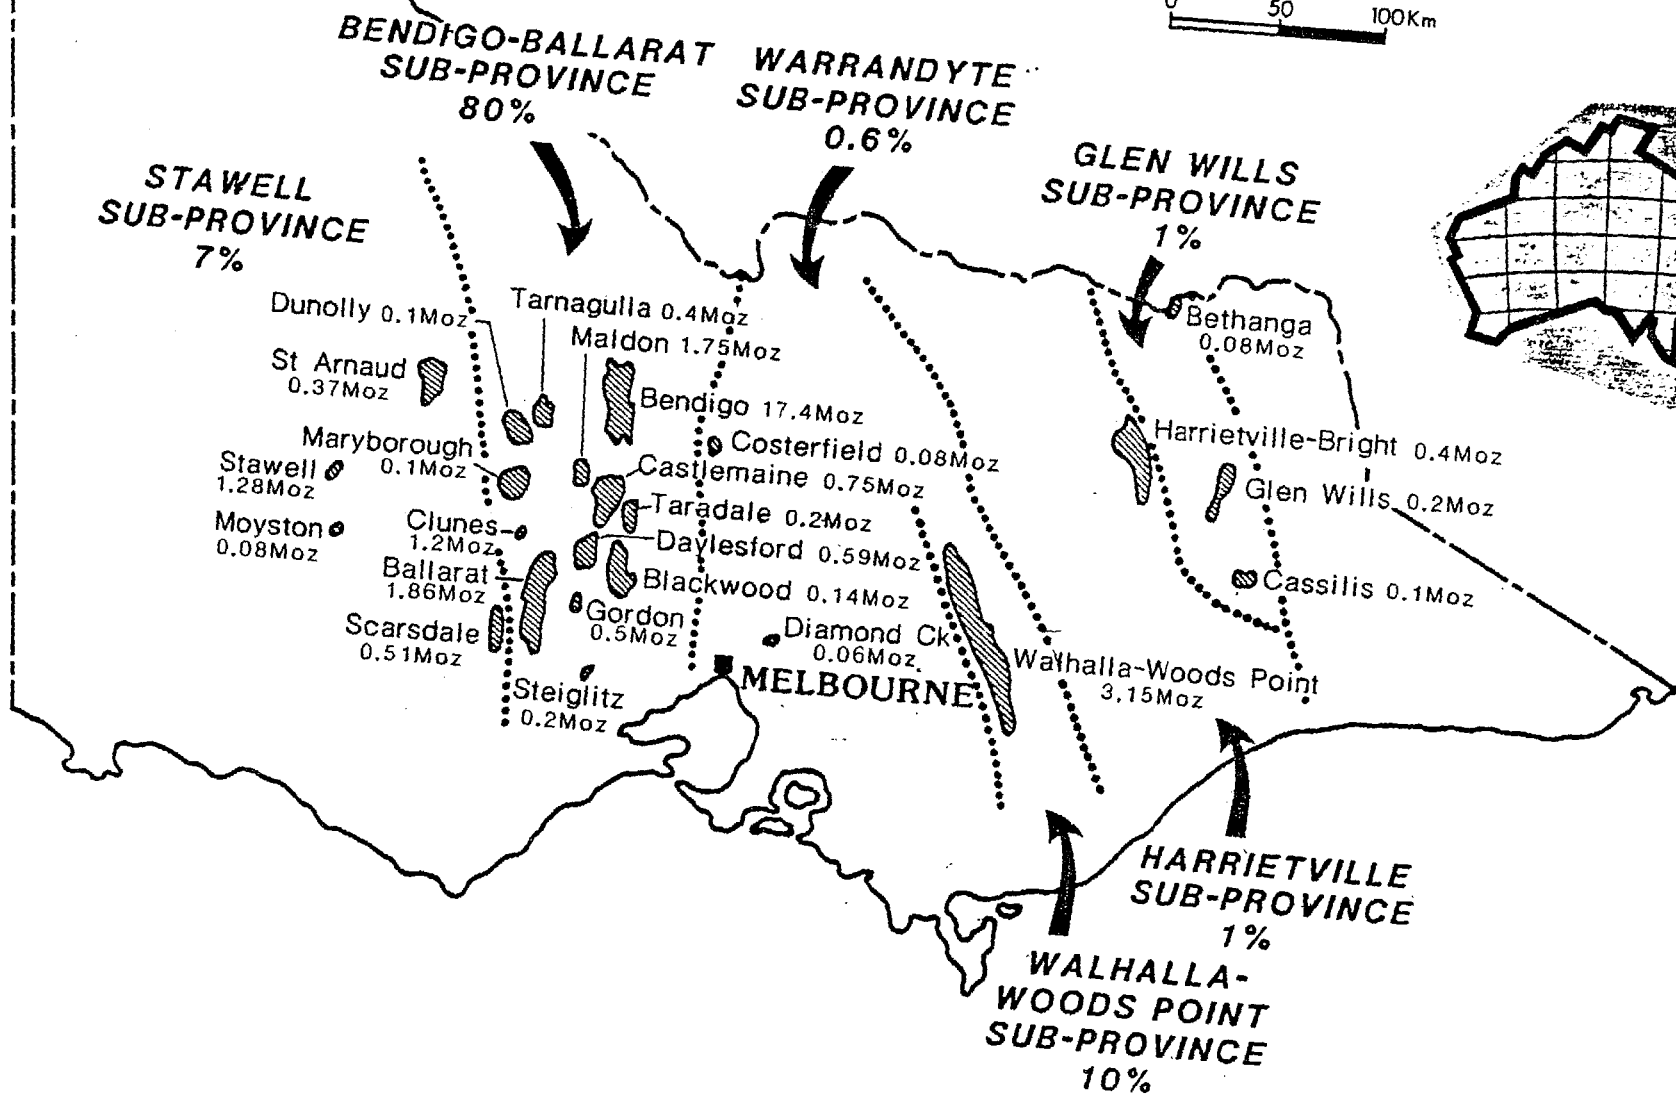 0 50 100Km
BENDIGO-BALLARAT
SUB-PROVINCE
80%
WARRANDYTE
SUB-PROVINCE
0.6%
GLEN WILLS
SUB-PROVINCE
1%
STAWELL
SUB-PROVINCE
7%
Dunolly 0.1Moz
Tarnagulla 0.4Moz
Maldon 1.75Moz
Bethanga
0.08Moz
St Arnaud
0.37Moz
Bendigo 17.4Moz
Maryborough
0.1Moz
Costerfield 0.08Moz
Harrietville-Bright 0.4Moz
Stawell
1.28Moz
Castlemaine 0.75Moz
Glen Wills 0.2Moz
Moyston
0.08Moz
Clunes
1.2Moz
Taradale 0.2Moz
Daylesford 0.59Moz
Ballarat
1.86Moz
Blackwood 0.14Moz
Cassilis 0.1Moz
Scarsdale
0.51Moz
Gordon
0.5Moz
Diamond Ck
0.06Moz
Walhalla-Woods Point
3.15Moz
MELBOURNE
Steiglitz
0.2Moz
HARRIETVILLE
SUB-PROVINCE
1%
WALHALLA-
WOODS POINT
SUB-PROVINCE
10%